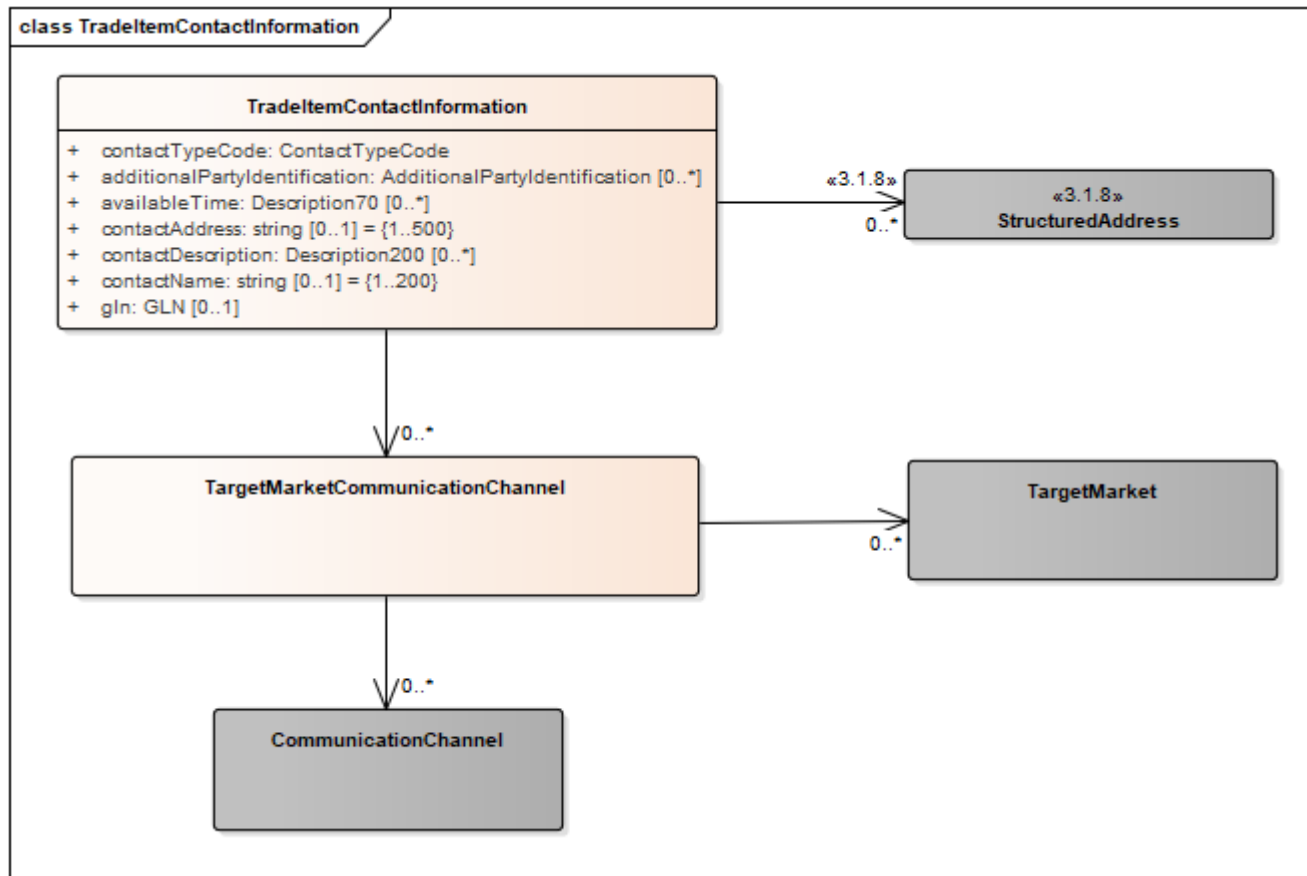 class TradeItemContactInformation
TradeItemContactInformation
+ contactTypeCode: ContactTypeCode
+ additionalPartyIdentification: AdditionalPartyIdentification [0..*]
+ availableTime: Description70 [0..*]
+ contactAddress: string [0..1] = {1..500}
+ contactDescription: Description200 [0..*]
+ contactName: string [0..1] = {1..200}
+ gln: GLN [0..1]
«3.1.8»
0..*
«3.1.8»
StructuredAddress
0..*
TargetMarketCommunicationChannel
0..*
TargetMarket
0..*
CommunicationChannel